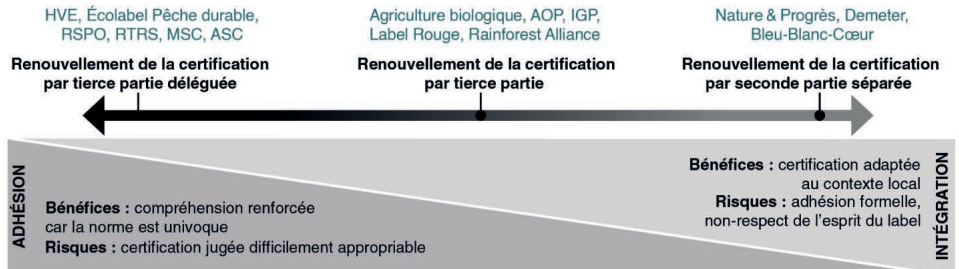 HVE, Écolabel Pêche durable,
RSPO, RTRS, MSC, ASC
Renouvellement de la certification
par tierce partie déléguée
Agriculture biologique, AOP, IGP,
Label Rouge, Rainforest Alliance
Renouvellement de la certification
par tierce partie
Nature & Progrès, Demeter,
Bleu-Blanc-Cœur
Renouvellement de la certification
par seconde partie séparée
ADHÉSION
Bénéfices : compréhension renforcée
car la norme est univoque
Risques : certification jugée difficilement appropriable
Bénéfices : certification adaptée
au contexte local
Risques : adhésion formelle,
non-respect de l'esprit du label
INTÉGRATION